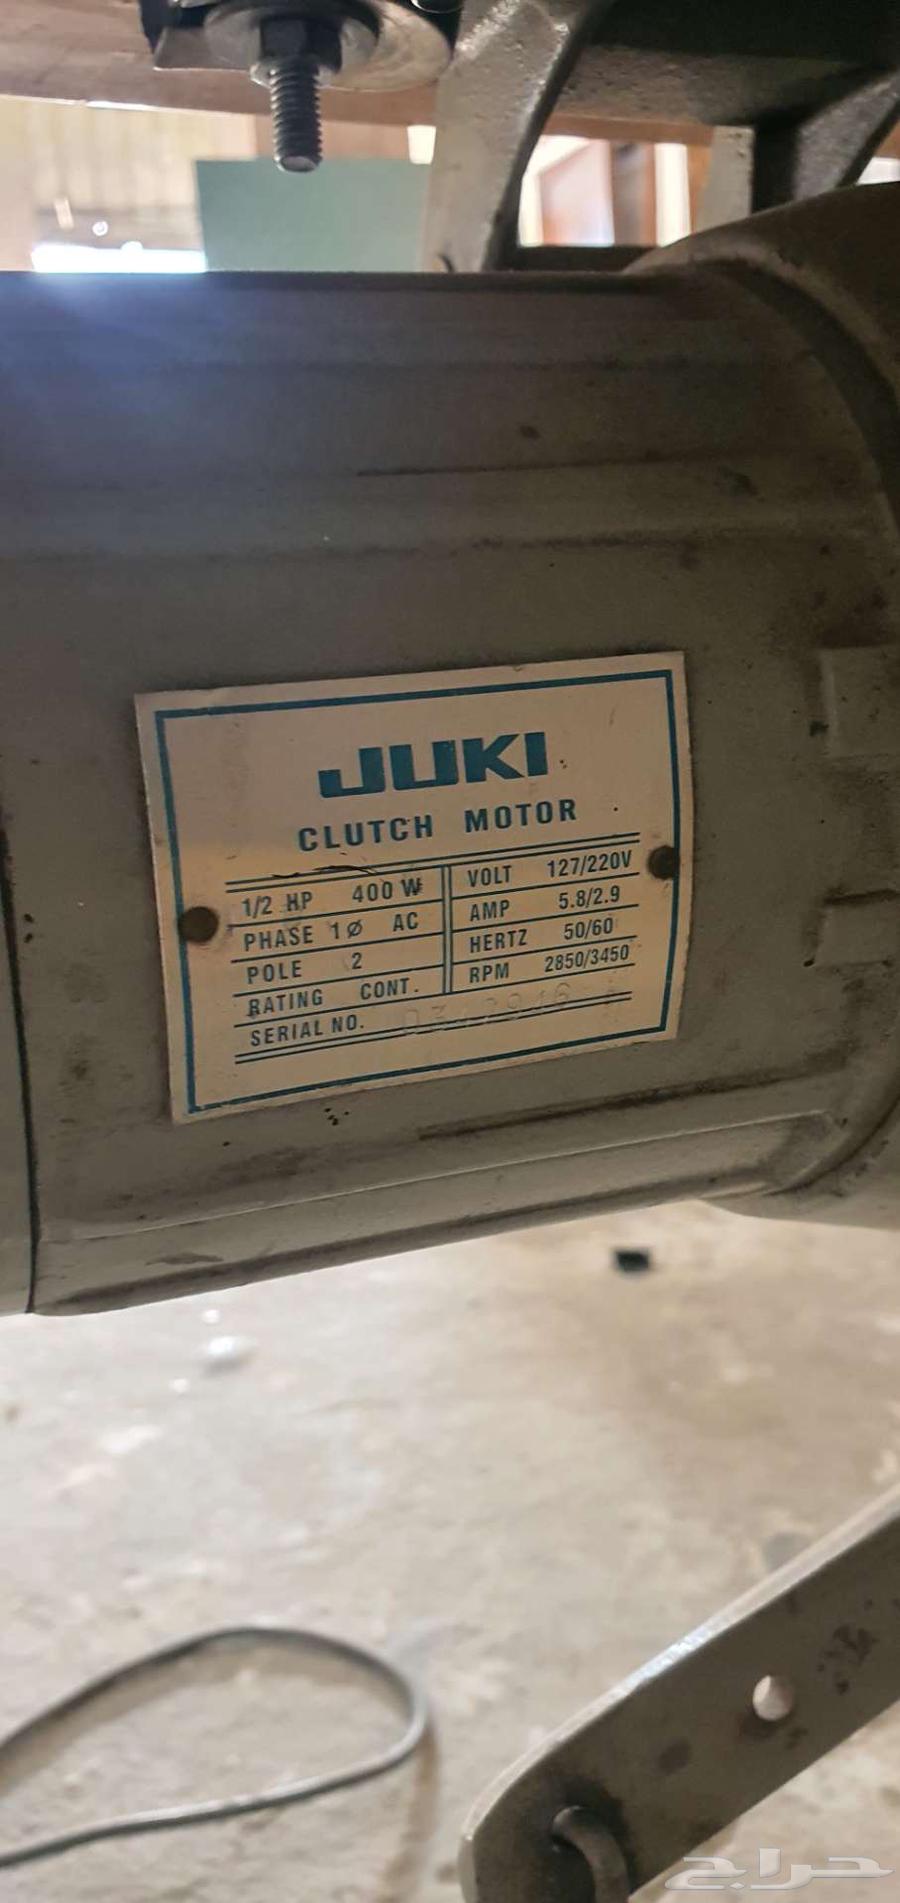 JUKI
CLUTCH MOTOR
1/2 HP 400 W
PHASE 1Ø AC
POLE 2
RATING CONT.
SERIAL NO.
VOLT 127/220V
AMP 5.8/2.9
HERTZ 50/60
RPM 2850/3450
حراج